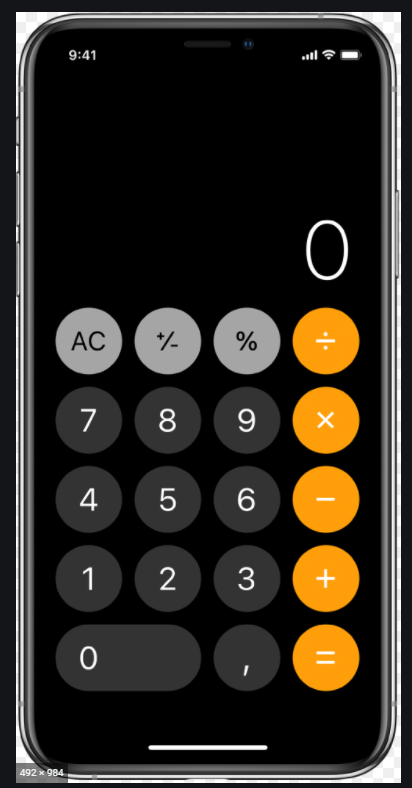 9:41
0
AC +/- % ÷
7 8 9 ×
4 5 6 −
1 2 3 +
0 , =
492 × 984